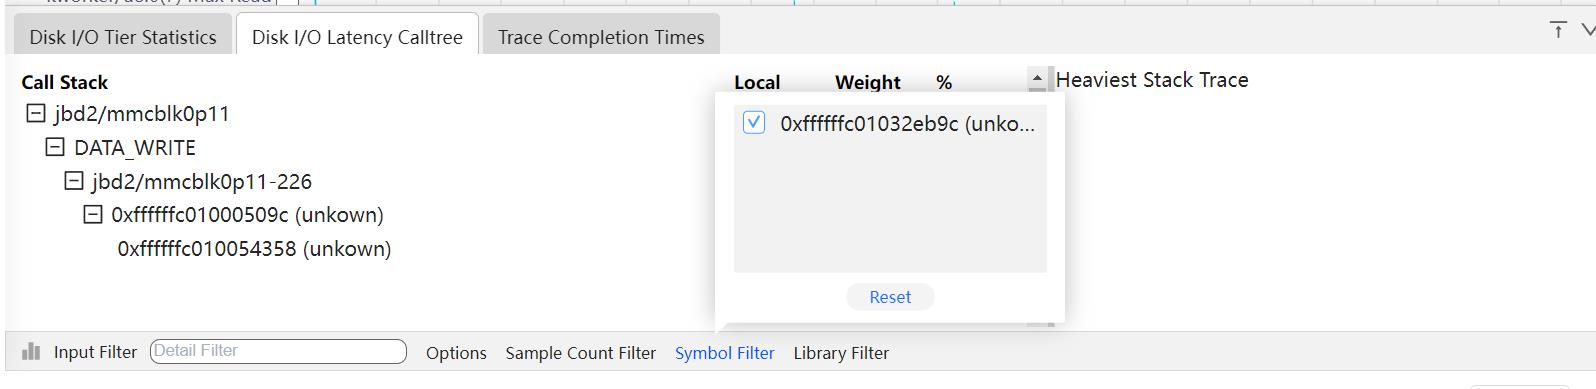 Disk I/O Tier Statistics
Disk I/O Latency Calltree
Trace Completion Times
Call Stack
Local
Weight
%
Heaviest Stack Trace
jbd2/mmcblk0p11
DATA_WRITE
jbd2/mmcblk0p11-226
0xffffffc01000509c (unkown)
0xffffffc010054358 (unkown)
0xffffffc01032eb9c (unko...
Reset
Input Filter
Detail Filter
Options
Sample Count Filter
Symbol Filter
Library Filter